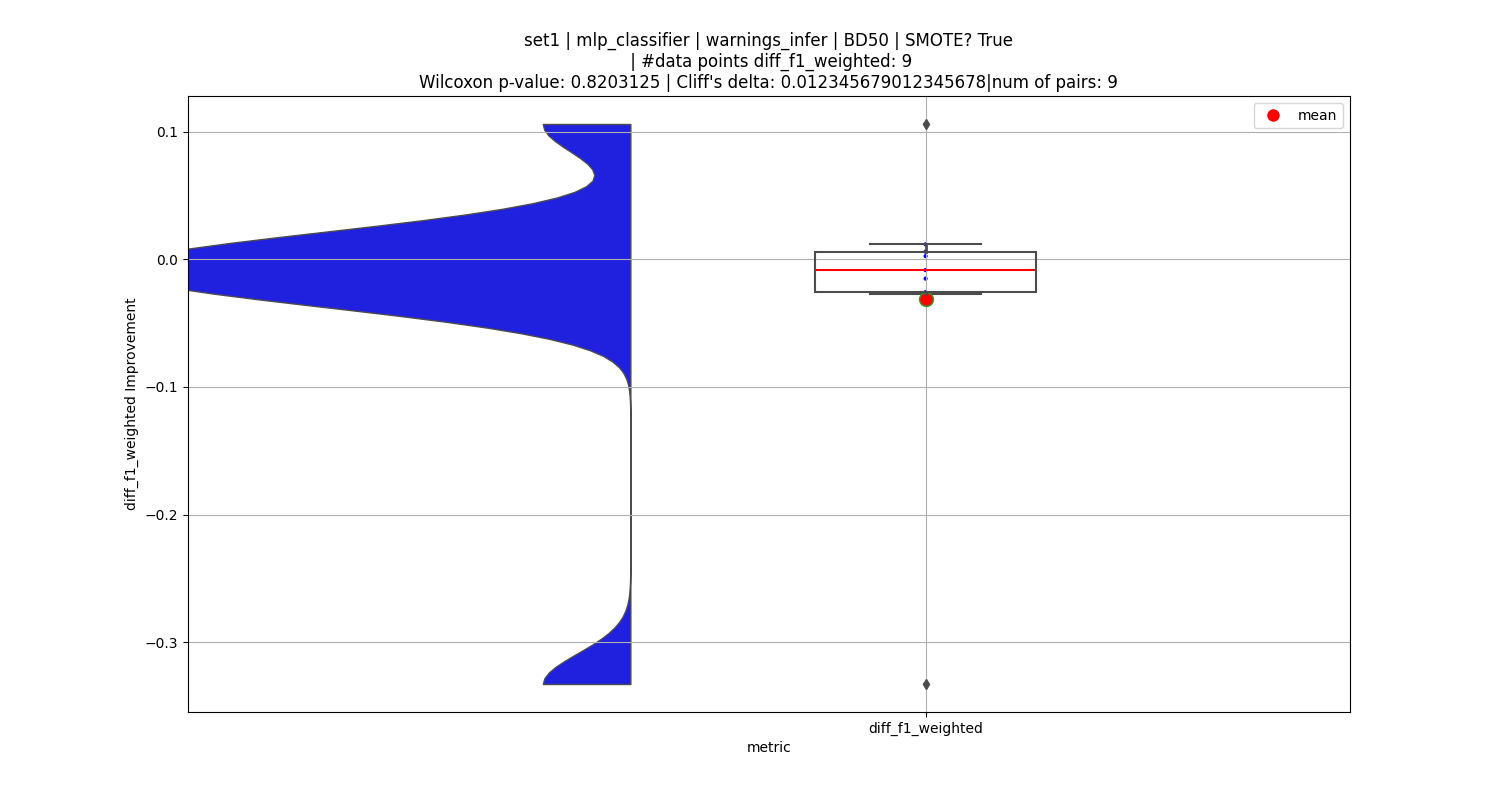 set1 | mlp_classifier | warnings_infer | BD50 | SMOTE? True
| #data points diff_f1_weighted: 9
Wilcoxon p-value: 0.8203125 | Cliff's delta: 0.012345679012345678|num of pairs: 9
mean
0.1
0.0
−0.1
−0.2
−0.3
diff_f1_weighted Improvement
diff_f1_weighted
metric